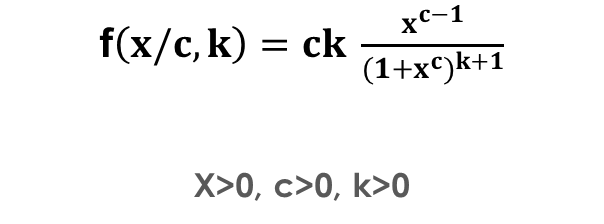 f(x/c, k) = ck x^{c−1} / (1+x^c)^{k+1}
X>0, c>0, k>0